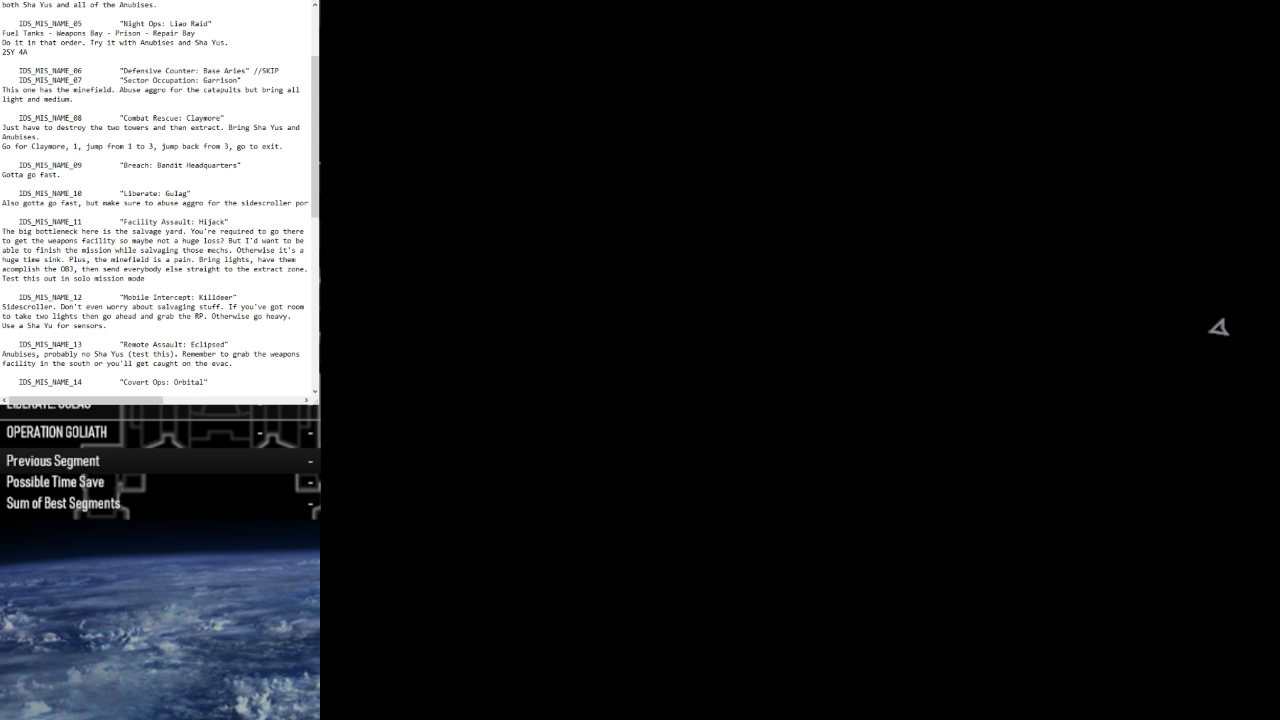 both Sha Yus and all of the Anubises.
IDS_MIS_NAME_05 "Night Ops: Liao Raid"
Fuel Tanks - Weapons Bay - Prison - Repair Bay
Do it in that order. Try it with Anubises and Sha Yus.
2SY 4A
IDS_MIS_NAME_06 "Defensive Counter: Base Aries" //SKIP
IDS_MIS_NAME_07 "Sector Occupation: Garrison"
This one has the minefield. Abuse aggro for the catapults but bring all
light and medium.
IDS_MIS_NAME_08 "Combat Rescue: Claymore"
Just have to destroy the two towers and then extract. Bring Sha Yus and
Anubises.
Go for Claymore, 1, jump from 1 to 3, jump back from 3, go to exit.
IDS_MIS_NAME_09 "Breach: Bandit Headquarters"
Gotta go fast.
IDS_MIS_NAME_10 "Liberate: Gulag"
Also gotta go fast, but make sure to abuse aggro for the sidescroller por
IDS_MIS_NAME_11 "Facility Assault: Hijack"
The big bottleneck here is the salvage yard. You're required to go there
to get the weapons facility so maybe not a huge loss? But I'd want to be
able to finish the mission while salvaging those mechs. Otherwise it's a
huge time sink. Plus, the minefield is a pain. Bring lights, have them
acomplish the OBJ, then send everybody else straight to the extract zone.
Test this out in solo mission mode
IDS_MIS_NAME_12 "Mobile Intercept: Killdeer"
Sidescroller. Don't even worry about salvaging stuff. If you've got room
to take two lights then go ahead and grab the RP. Otherwise go heavy.
Use a Sha Yu for sensors.
IDS_MIS_NAME_13 "Remote Assault: Eclipsed"
Anubises, probably no Sha Yus (test this). Remember to grab the weapons
facility in the south or you'll get caught on the evac.
IDS_MIS_NAME_14 "Covert Ops: Orbital"
LIBERATE: GULAG
OPERATION GOLIATH - -
Previous Segment -
Possible Time Save -
Sum of Best Segments -